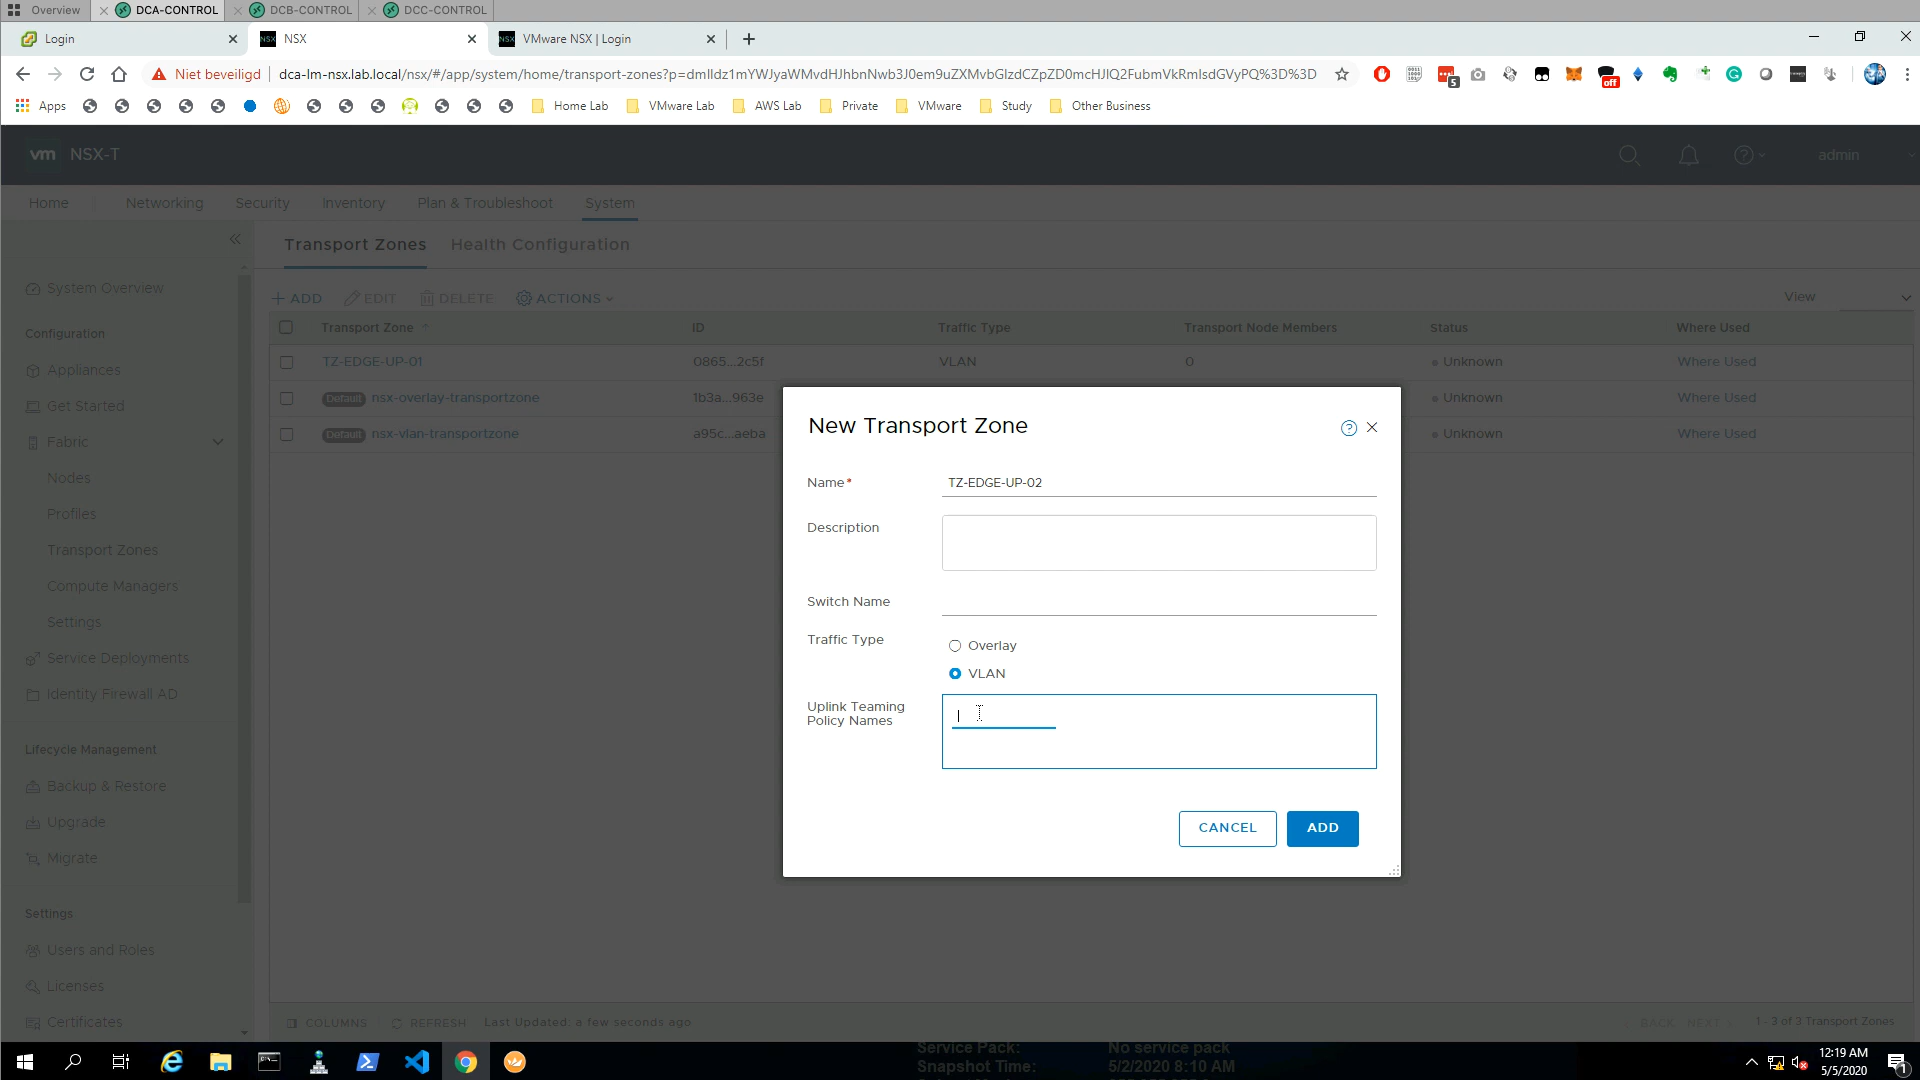 Overview
DCA-CONTROL
DCB-CONTROL
DCC-CONTROL
Login
NSX
VMware NSX | Login
Niet beveiligd
dca-lm-nsx.lab.local/nsx/#/app/system/home/transport-zones?p=dmlldz1mYWJyaWMvdHJhbnNwb3J0em9uZXMvbGlzdCZpZD0mcHJlQ2FubmVkRmlsdGVyPQ%3D%3D
5
off
Apps
Home Lab
VMware Lab
AWS Lab
Private
VMware
Study
Other Business
vm NSX-T
admin
Home
Networking
Security
Inventory
Plan & Troubleshoot
System
Transport Zones
Health Configuration
+ ADD
EDIT
DELETE
ACTIONS
View
Transport Zone
ID
Traffic Type
Transport Node Members
Status
Where Used
TZ-EDGE-UP-01
0865...2c5f
VLAN
0
Unknown
Where Used
Default nsx-overlay-transportzone
1b3a...963e
Unknown
Where Used
Default nsx-vlan-transportzone
a95c...aeba
Unknown
Where Used
System Overview
Configuration
Appliances
Get Started
Fabric
Nodes
Profiles
Transport Zones
Compute Managers
Settings
Service Deployments
Identity Firewall AD
Lifecycle Management
Backup & Restore
Upgrade
Migrate
Settings
Users and Roles
Licenses
Certificates
New Transport Zone
Name*
TZ-EDGE-UP-02
Description
Switch Name
Traffic Type
Overlay
VLAN
Uplink Teaming
Policy Names
CANCEL
ADD
COLUMNS
REFRESH
Last Updated: a few seconds ago
BACK
NEXT
1 - 3 of 3 Transport Zones
Service Pack:
No service pack
Snapshot Time:
5/2/2020 8:10 AM
12:19 AM
5/5/2020
1